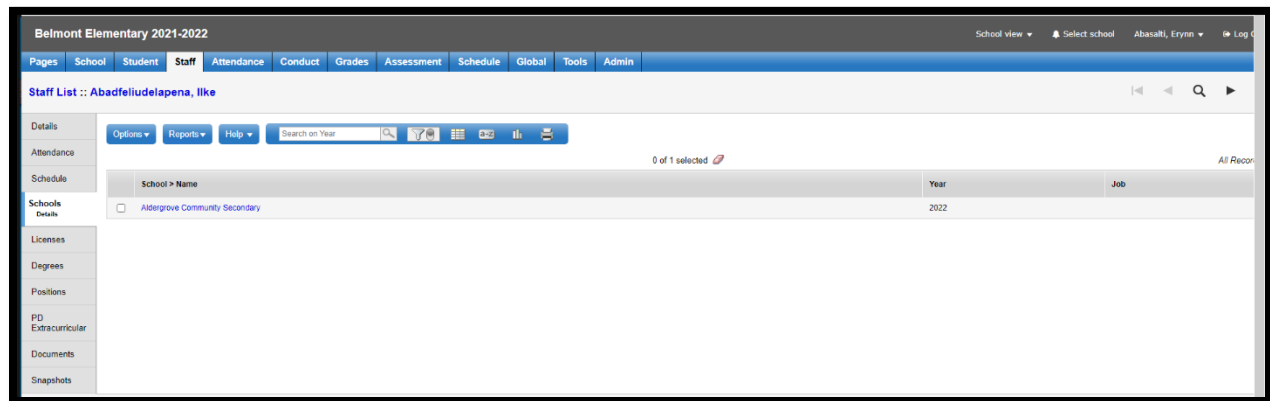 Belmont Elementary 2021-2022 School view Select school Abasalti, Erynn Log
Pages School Student Staff Attendance Conduct Grades Assessment Schedule Global Tools Admin
Staff List :: Abadfeliudelapena, Ilke
Details
Attendance
Schedule
Schools
Details
Licenses
Degrees
Positions
PD
Extracurricular
Documents
Snapshots
Options Reports Help Search on Year a-z
0 of 1 selected All
School > Name Year Job
Aldergrove Community Secondary 2022